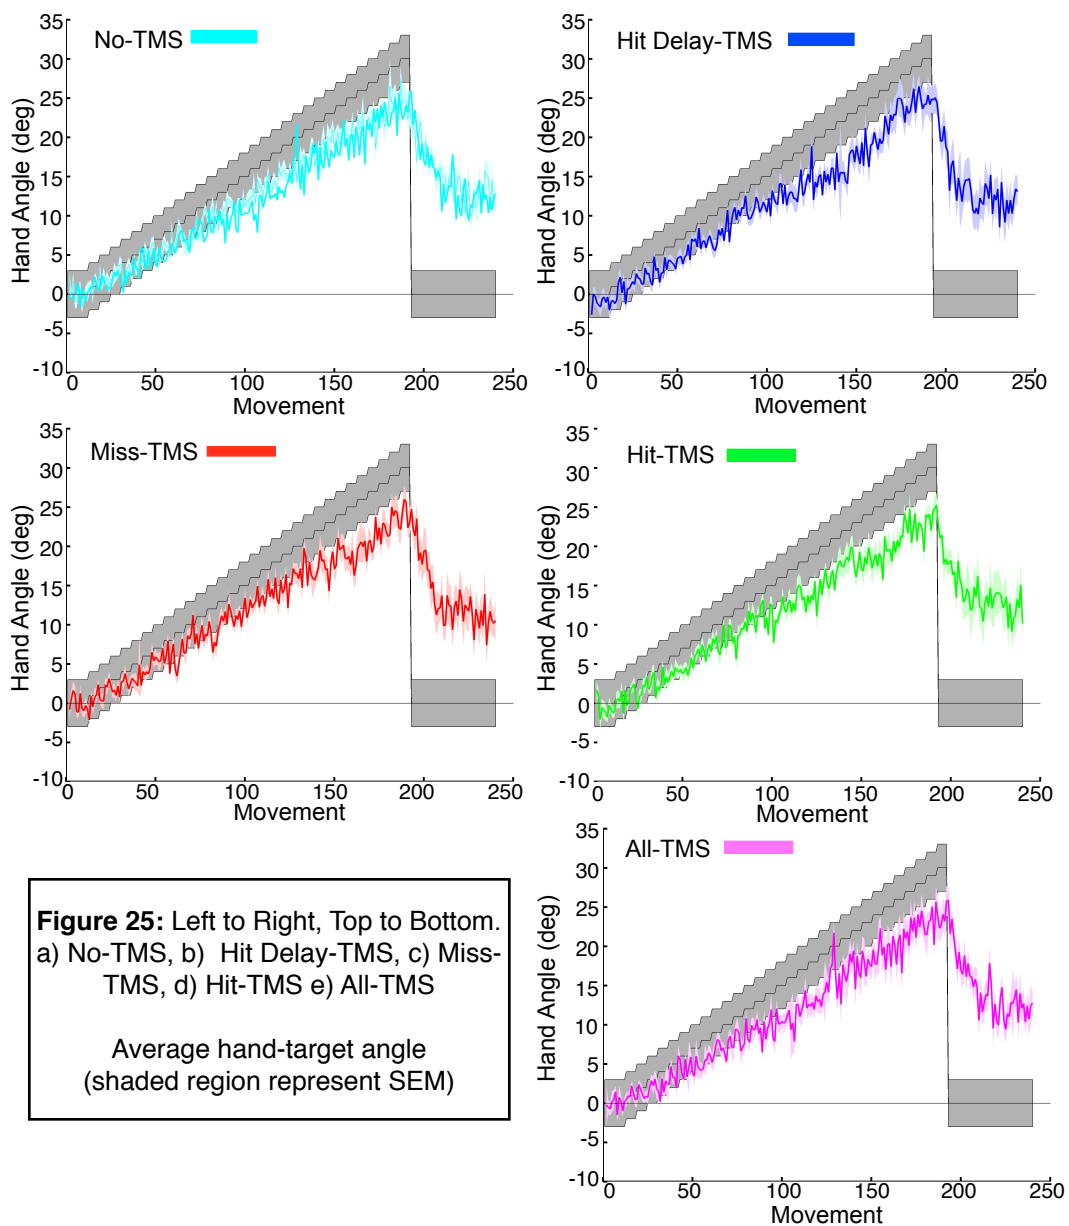 No-TMS
Hand Angle (deg)
35
30
25
20
15
10
5
0
-5
-10
0 50 100 150 200 250
Movement
Hit Delay-TMS
Hand Angle (deg)
35
30
25
20
15
10
5
0
-5
-10
0 50 100 150 200 250
Movement
Miss-TMS
Hand Angle (deg)
35
30
25
20
15
10
5
0
-5
-10
0 50 100 150 200 250
Movement
Hit-TMS
Hand Angle (deg)
35
30
25
20
15
10
5
0
-5
-10
0 50 100 150 200 250
Movement
Figure 25: Left to Right, Top to Bottom.
a) No-TMS, b) Hit Delay-TMS, c) Miss-
TMS, d) Hit-TMS e) All-TMS
Average hand-target angle
(shaded region represent SEM)
All-TMS
Hand Angle (deg)
35
30
25
20
15
10
5
0
-5
-10
0 50 100 150 200 250
Movement